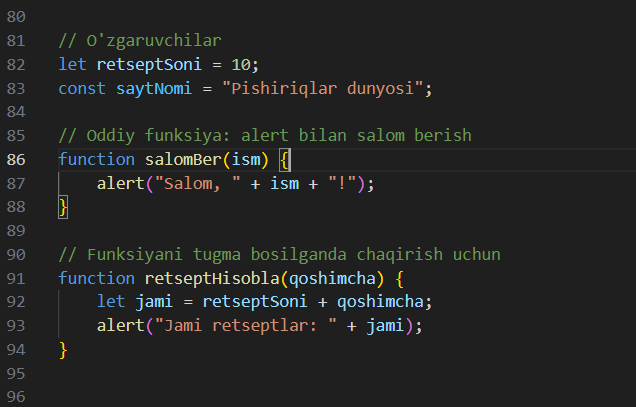 80
81 // O'zgaruvchilar
82 let retseptSoni = 10;
83 const saytNomi = "Pishiriqlar dunyosi";
84
85 // Oddiy funksiya: alert bilan salom berish
86 function salomBer(ism) {
87 alert("Salom, " + ism + "!");
88 }
89
90 // Funksiyani tugma bosilganda chaqirish uchun
91 function retseptHisobla(qoshimcha) {
92 let jami = retseptSoni + qoshimcha;
93 alert("Jami retseptlar: " + jami);
94 }
95
96